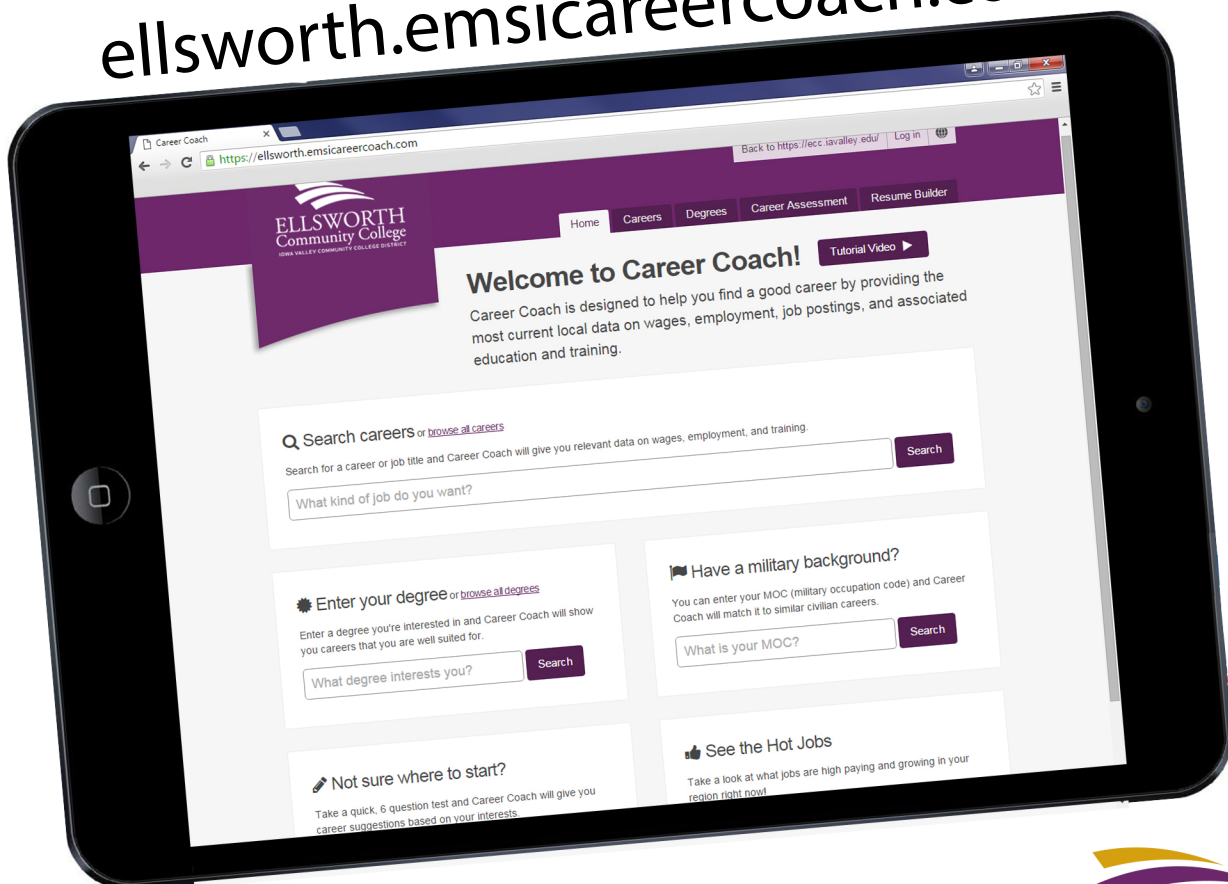 ellsworth.emsicareercoach.co
Career Coach
https://ellsworth.emsicareercoach.com
Back to https://ecc.iavalley.edu/ Log in
ELLSWORTH
Community College
IOWA VALLEY COMMUNITY COLLEGE DISTRICT
Home Careers Degrees Career Assessment Resume Builder
Welcome to Career Coach! Tutorial Video
Career Coach is designed to help you find a good career by providing the
most current local data on wages, employment, job postings, and associated
education and training.
Search careers or browse all careers
Search for a career or job title and Career Coach will give you relevant data on wages, employment, and training.
What kind of job do you want? Search
Enter your degree or browse all degrees
Enter a degree you're interested in and Career Coach will show
you careers that you are well suited for.
What degree interests you? Search
Have a military background?
You can enter your MOC (military occupation code) and Career
Coach will match it to similar civilian careers.
What is your MOC? Search
Not sure where to start?
Take a quick, 6 question test and Career Coach will give you
career suggestions based on your interests.
See the Hot Jobs
Take a look at what jobs are high paying and growing in your
region right now!